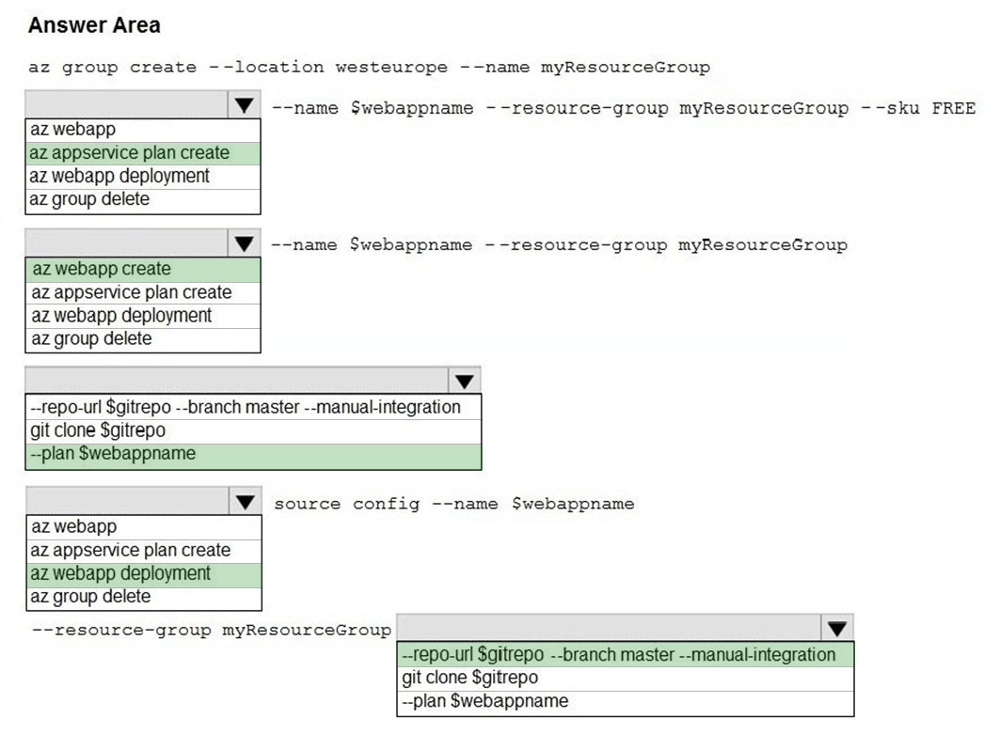 Answer Area
az group create --location westeurope --name myResourceGroup
--name $webappname --resource-group myResourceGroup --sku FREE
az webapp
az appservice plan create
az webapp deployment
az group delete
--name $webappname --resource-group myResourceGroup
az webapp create
az appservice plan create
az webapp deployment
az group delete
--repo-url $gitrepo --branch master --manual-integration
git clone $gitrepo
--plan $webappname
source config --name $webappname
az webapp
az appservice plan create
az webapp deployment
az group delete
--resource-group myResourceGroup
--repo-url $gitrepo --branch master --manual-integration
git clone $gitrepo
--plan $webappname